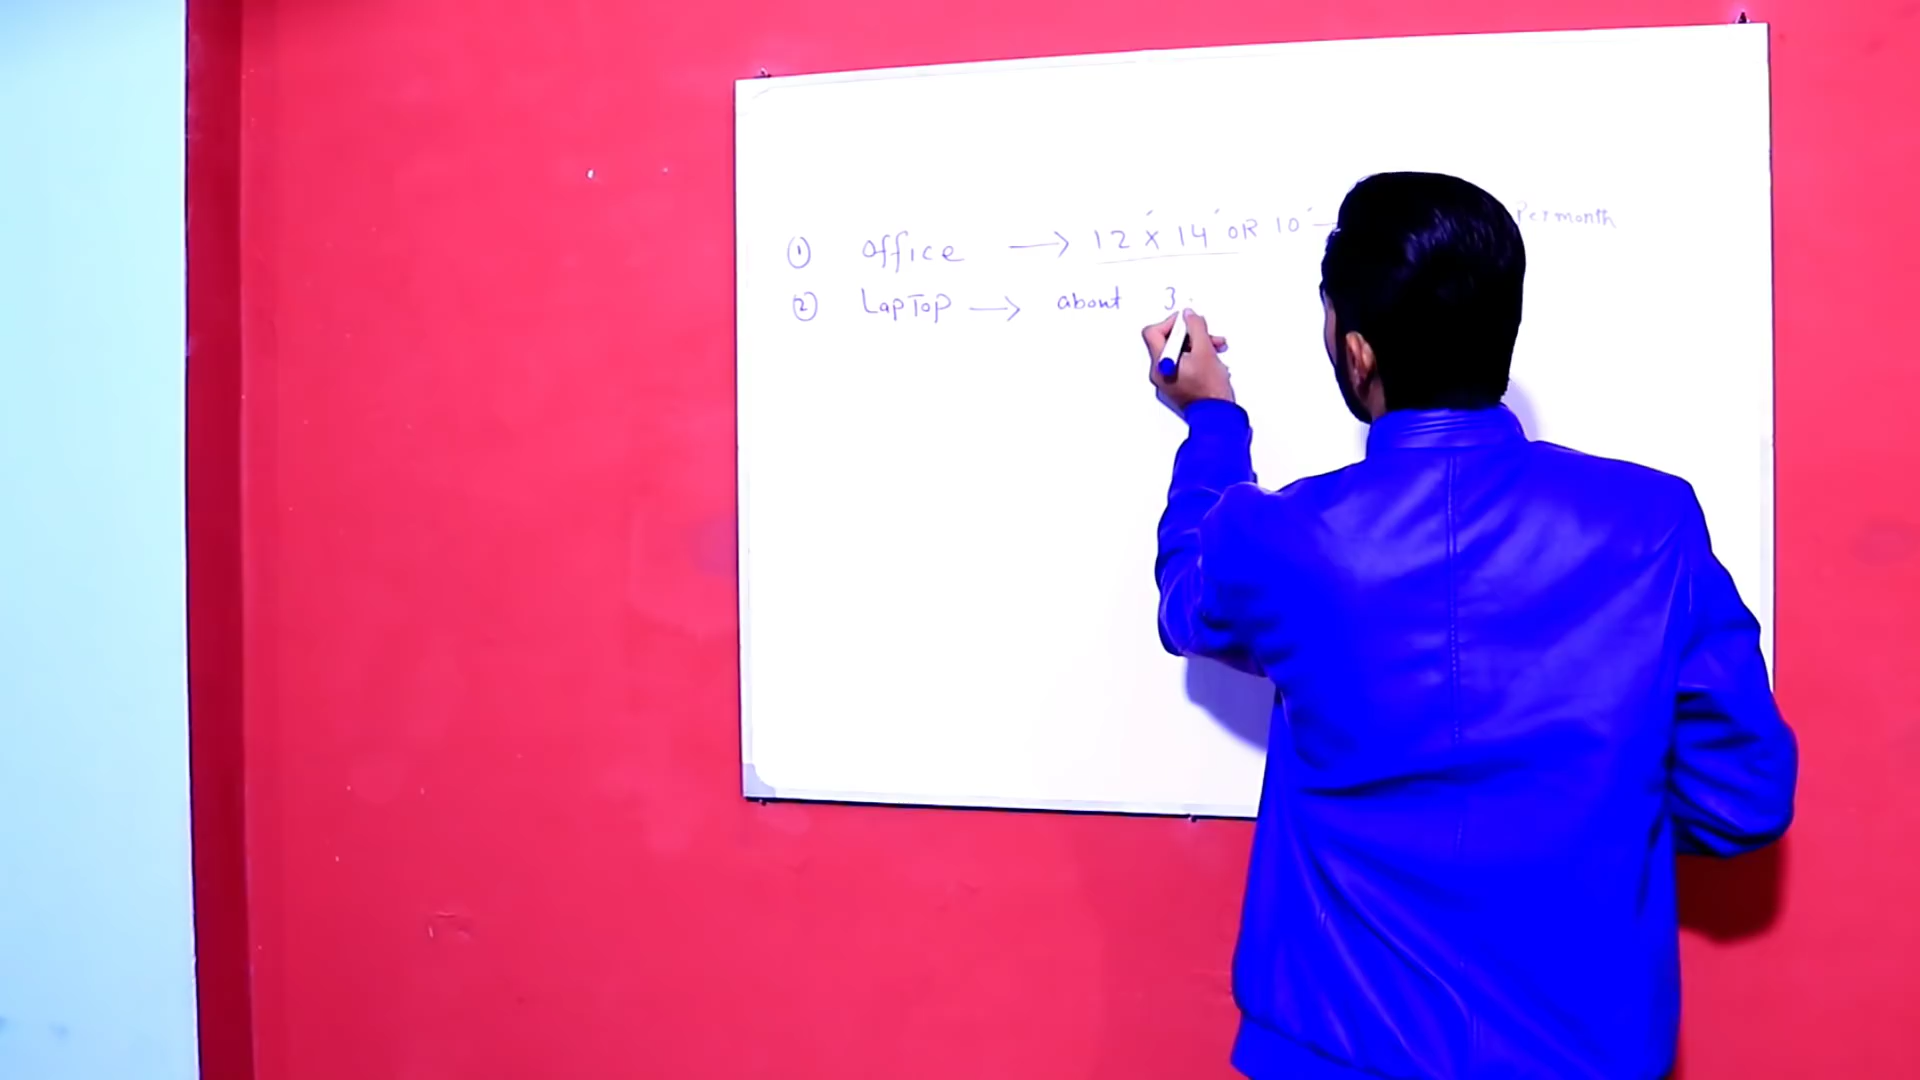 ① office → 12' x 14' OR 10' → Per month
② LapTop → about 3